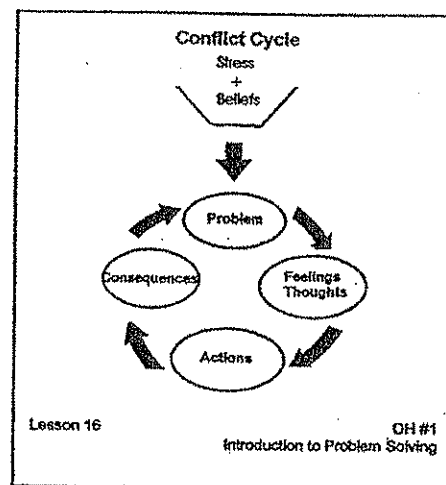 Conflict Cycle
Stress
+
Beliefs
Problem
Feelings
Thoughts
Actions
Consequences
Lesson 16
OH #1
Introduction to Problem Solving